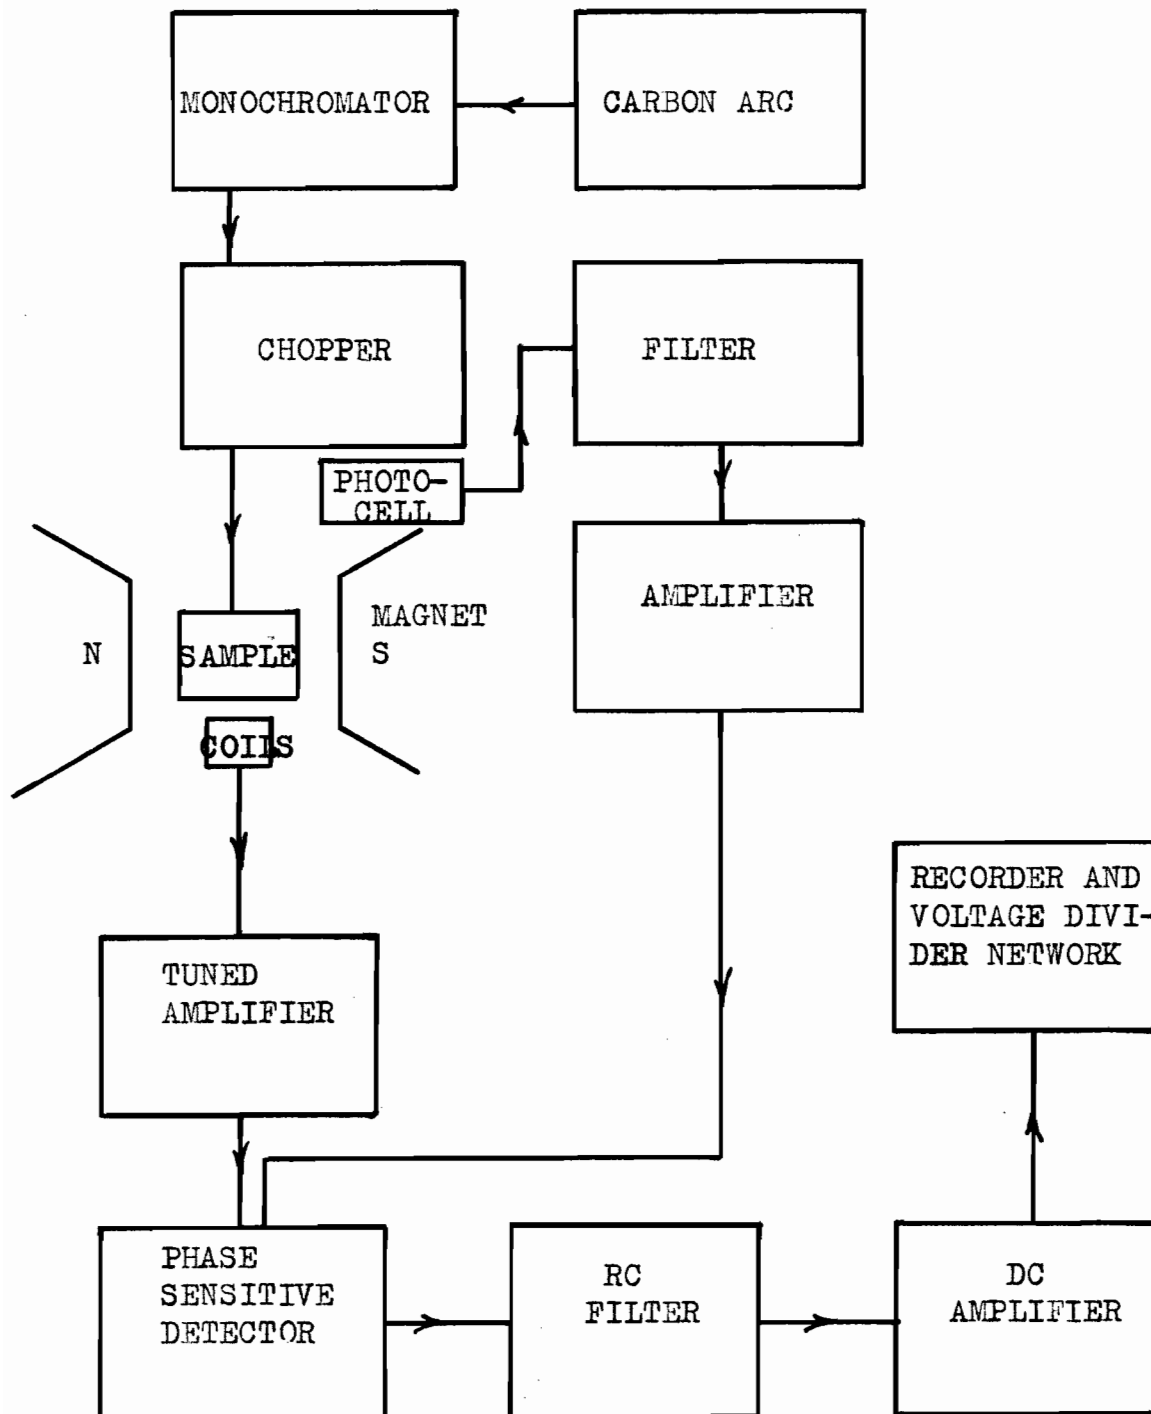 MONOCHROMATOR
CARBON ARC
CHOPPER
FILTER
PHOTO-
CELL
AMPLIFIER
MAGNET
N
S
SAMPLE
COILS
RECORDER AND
VOLTAGE DIVI-
DER NETWORK
TUNED
AMPLIFIER
PHASE
SENSITIVE
DETECTOR
RC
FILTER
DC
AMPLIFIER